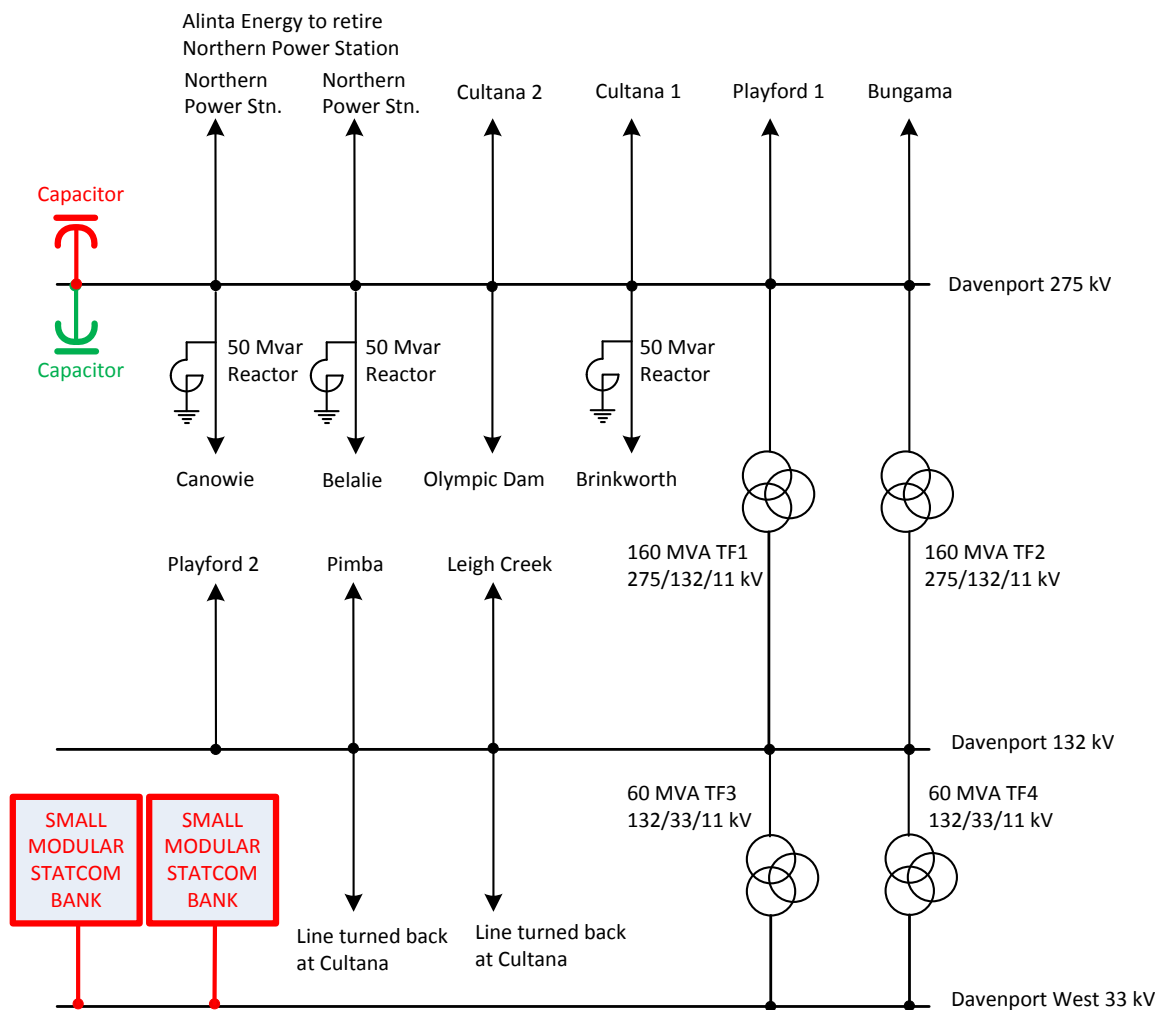 Alinta Energy to retire
Northern Power Station
Northern
Power Stn.
Northern
Power Stn.
Cultana 2
Cultana 1
Playford 1
Bungama
Capacitor
Davenport 275 kV
Capacitor
50 Mvar
Reactor
50 Mvar
Reactor
50 Mvar
Reactor
Canowie
Belalie
Olympic Dam
Brinkworth
160 MVA TF1
275/132/11 kV
160 MVA TF2
275/132/11 kV
Playford 2
Pimba
Leigh Creek
Davenport 132 kV
60 MVA TF3
132/33/11 kV
60 MVA TF4
132/33/11 kV
SMALL
MODULAR
STATCOM
BANK
SMALL
MODULAR
STATCOM
BANK
Line turned back
at Cultana
Line turned back
at Cultana
Davenport West 33 kV